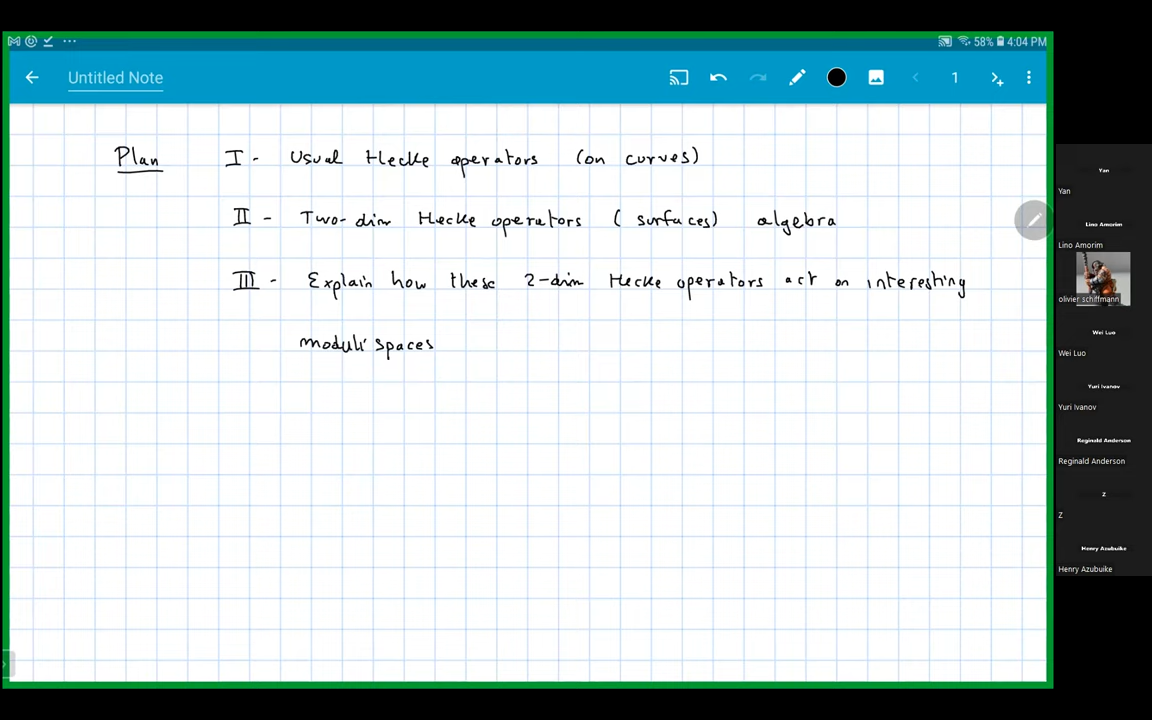 58% 4:04 PM
Untitled Note
1
Plan I - Usual Hecke operators (on curves)
II - Two-dim Hecke operators (surfaces) algebra
III - Explain how these 2-dim Hecke operators act on interesting
moduli spaces
Yan
Yan
Lino Amorim
Lino Amorim
olivier schiffmann
Wei Luo
Wei Luo
Yuri Ivanov
Yuri Ivanov
Reginald Anderson
Reginald Anderson
Z
Z
Henry Azubuike
Henry Azubuike